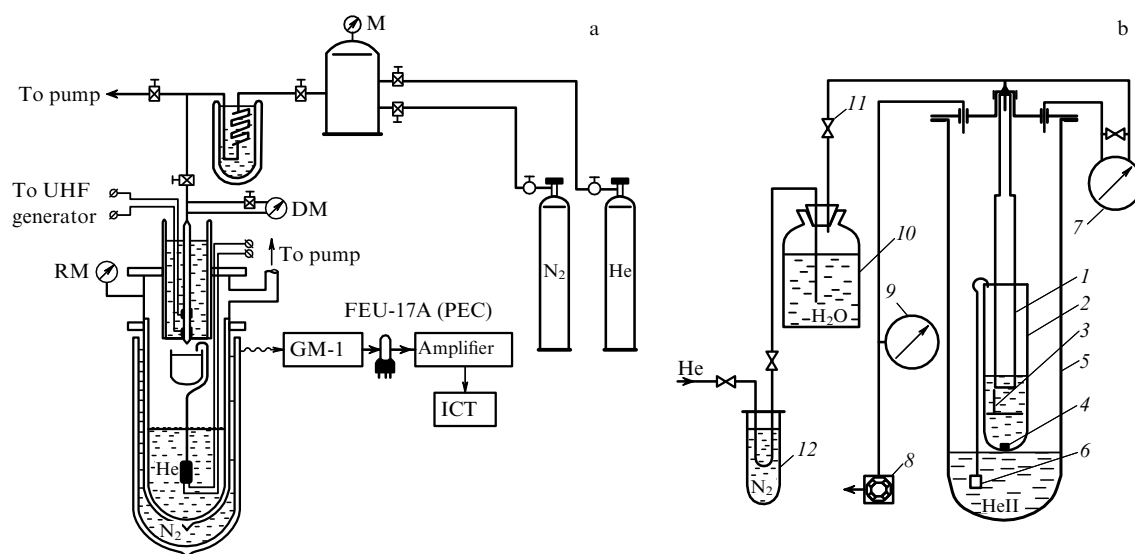 M
a
To pump
To UHF
generator
DM
RM
To pump
N2
He
FEU-17A (PEC)
GM-1
Amplifier
ICT
He
N2
b
11
7
10
H2O
9
1
2
3
5
4
He
12
N2
8
6
HeII